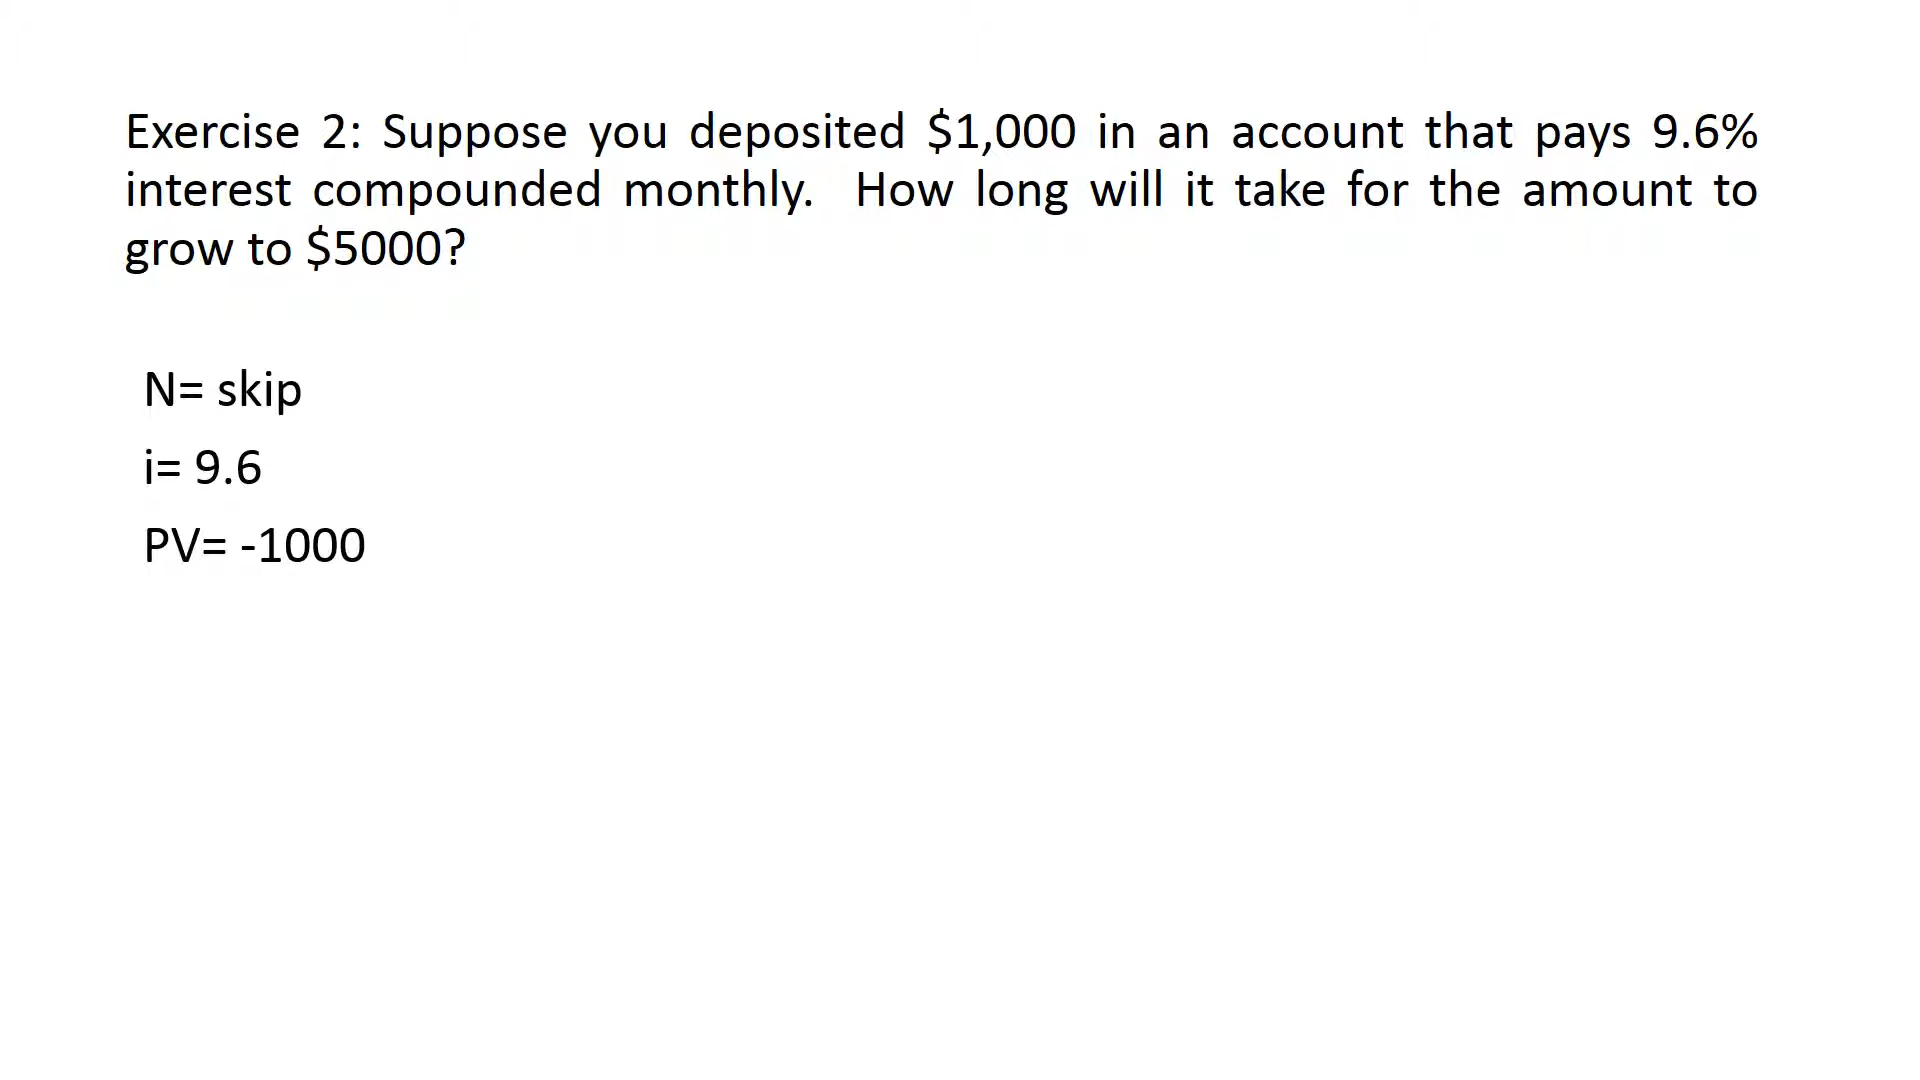 Exercise 2: Suppose you deposited $1,000 in an account that pays 9.6%
interest compounded monthly.  How long will it take for the amount to
grow to $5000?
N= skip
i= 9.6
PV= -1000